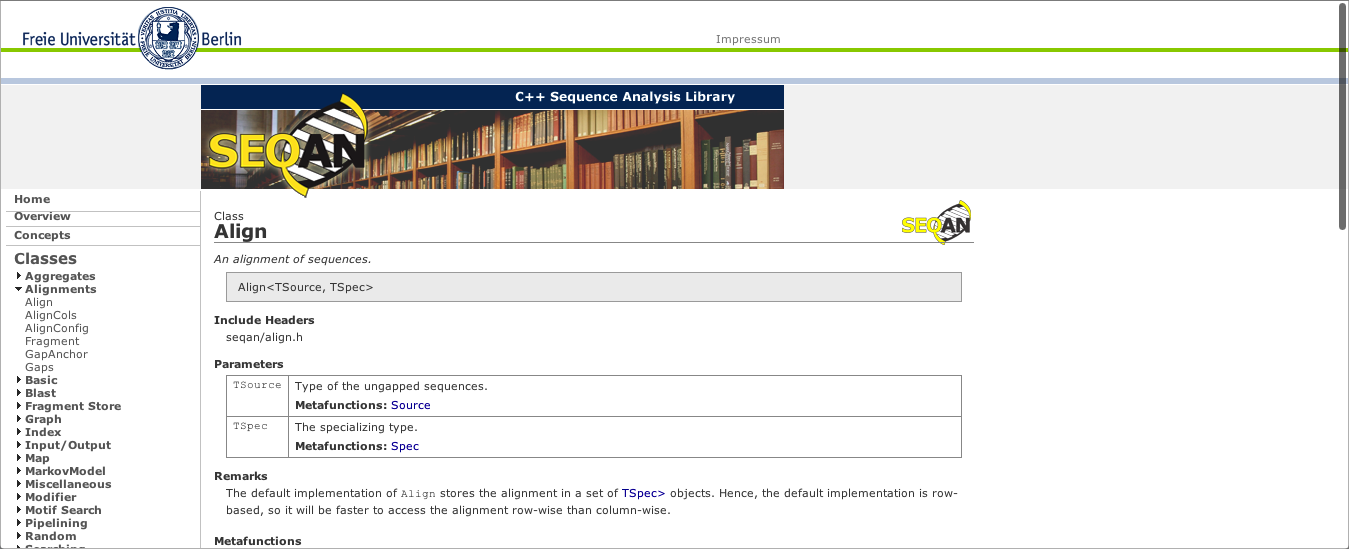 Freie Universität Berlin
Impressum
C++ Sequence Analysis Library
SEQAN
Home
Overview
Concepts
Classes
Aggregates
Alignments
Align
AlignCols
AlignConfig
Fragment
GapAnchor
Gaps
Basic
Blast
Fragment Store
Graph
Index
Input/Output
Map
MarkovModel
Miscellaneous
Modifier
Motif Search
Pipelining
Random
Searching
Class
Align
SEQAN
An alignment of sequences.
Align<TSource, TSpec>
Include Headers
seqan/align.h
Parameters
TSource Type of the ungapped sequences.
Metafunctions: Source
TSpec The specializing type.
Metafunctions: Spec
Remarks
The default implementation of Align stores the alignment in a set of TSpec> objects. Hence, the default implementation is row-
based, so it will be faster to access the alignment row-wise than column-wise.
Metafunctions